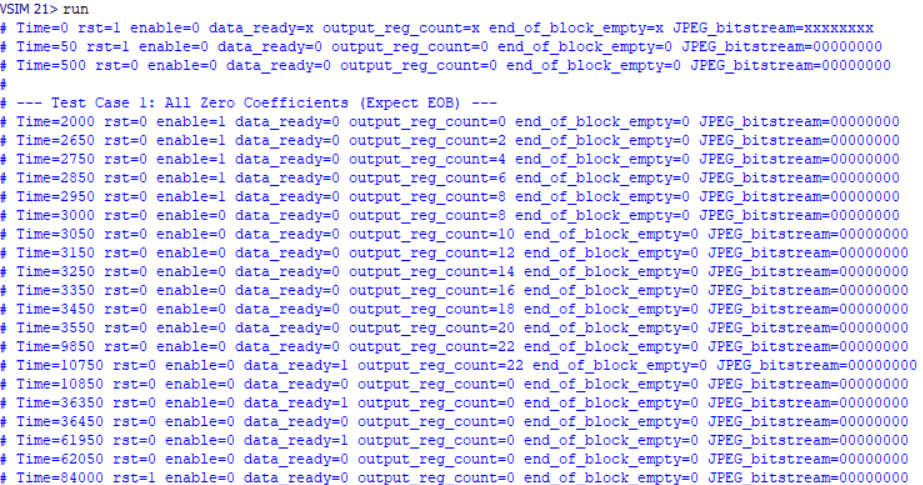 VSIM 21> run
# Time=0 rst=1 enable=0 data_ready=x output_reg_count=x end_of_block_empty=x JPEG_bitstream=xxxxxxxx
# Time=50 rst=1 enable=0 data_ready=0 output_reg_count=0 end_of_block_empty=0 JPEG_bitstream=00000000
# Time=500 rst=0 enable=0 data_ready=0 output_reg_count=0 end_of_block_empty=0 JPEG_bitstream=00000000
#
# --- Test Case 1: All Zero Coefficients (Expect EOB) ---
# Time=2000 rst=0 enable=1 data_ready=0 output_reg_count=0 end_of_block_empty=0 JPEG_bitstream=00000000
# Time=2650 rst=0 enable=1 data_ready=0 output_reg_count=2 end_of_block_empty=0 JPEG_bitstream=00000000
# Time=2750 rst=0 enable=1 data_ready=0 output_reg_count=4 end_of_block_empty=0 JPEG_bitstream=00000000
# Time=2850 rst=0 enable=1 data_ready=0 output_reg_count=6 end_of_block_empty=0 JPEG_bitstream=00000000
# Time=2950 rst=0 enable=1 data_ready=0 output_reg_count=8 end_of_block_empty=0 JPEG_bitstream=00000000
# Time=3000 rst=0 enable=0 data_ready=0 output_reg_count=8 end_of_block_empty=0 JPEG_bitstream=00000000
# Time=3050 rst=0 enable=0 data_ready=0 output_reg_count=10 end_of_block_empty=0 JPEG_bitstream=00000000
# Time=3150 rst=0 enable=0 data_ready=0 output_reg_count=12 end_of_block_empty=0 JPEG_bitstream=00000000
# Time=3250 rst=0 enable=0 data_ready=0 output_reg_count=14 end_of_block_empty=0 JPEG_bitstream=00000000
# Time=3350 rst=0 enable=0 data_ready=0 output_reg_count=16 end_of_block_empty=0 JPEG_bitstream=00000000
# Time=3450 rst=0 enable=0 data_ready=0 output_reg_count=18 end_of_block_empty=0 JPEG_bitstream=00000000
# Time=3550 rst=0 enable=0 data_ready=0 output_reg_count=20 end_of_block_empty=0 JPEG_bitstream=00000000
# Time=9850 rst=0 enable=0 data_ready=0 output_reg_count=22 end_of_block_empty=0 JPEG_bitstream=00000000
# Time=10750 rst=0 enable=0 data_ready=1 output_reg_count=22 end_of_block_empty=0 JPEG_bitstream=00000000
# Time=10850 rst=0 enable=0 data_ready=0 output_reg_count=0 end_of_block_empty=0 JPEG_bitstream=00000000
# Time=36350 rst=0 enable=0 data_ready=1 output_reg_count=0 end_of_block_empty=0 JPEG_bitstream=00000000
# Time=36450 rst=0 enable=0 data_ready=0 output_reg_count=0 end_of_block_empty=0 JPEG_bitstream=00000000
# Time=61950 rst=0 enable=0 data_ready=1 output_reg_count=0 end_of_block_empty=0 JPEG_bitstream=00000000
# Time=62050 rst=0 enable=0 data_ready=0 output_reg_count=0 end_of_block_empty=0 JPEG_bitstream=00000000
# Time=84000 rst=1 enable=0 data_ready=0 output_reg_count=0 end_of_block_empty=0 JPEG_bitstream=00000000